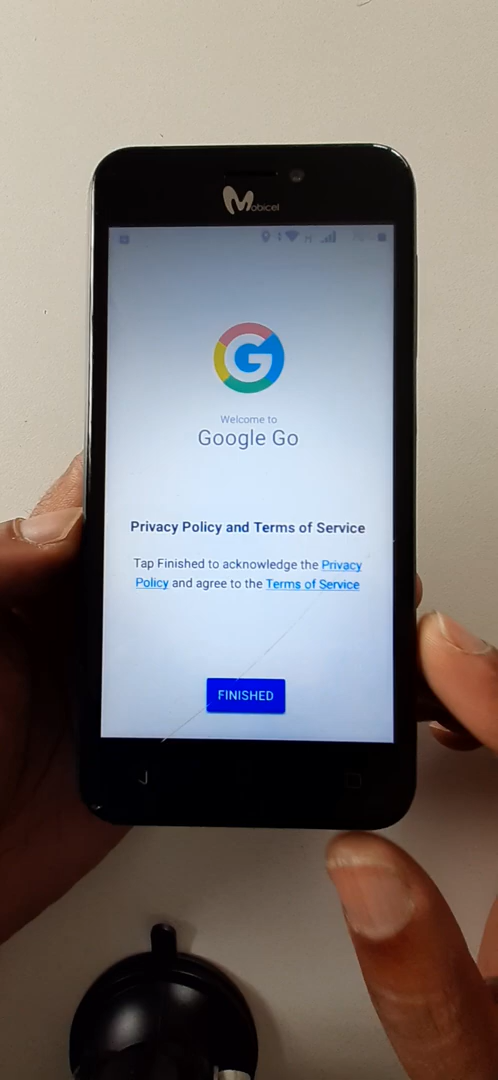 Mobicel
Welcome to
Google Go
Privacy Policy and Terms of Service
Tap Finished to acknowledge the Privacy
Policy and agree to the Terms of Service
FINISHED